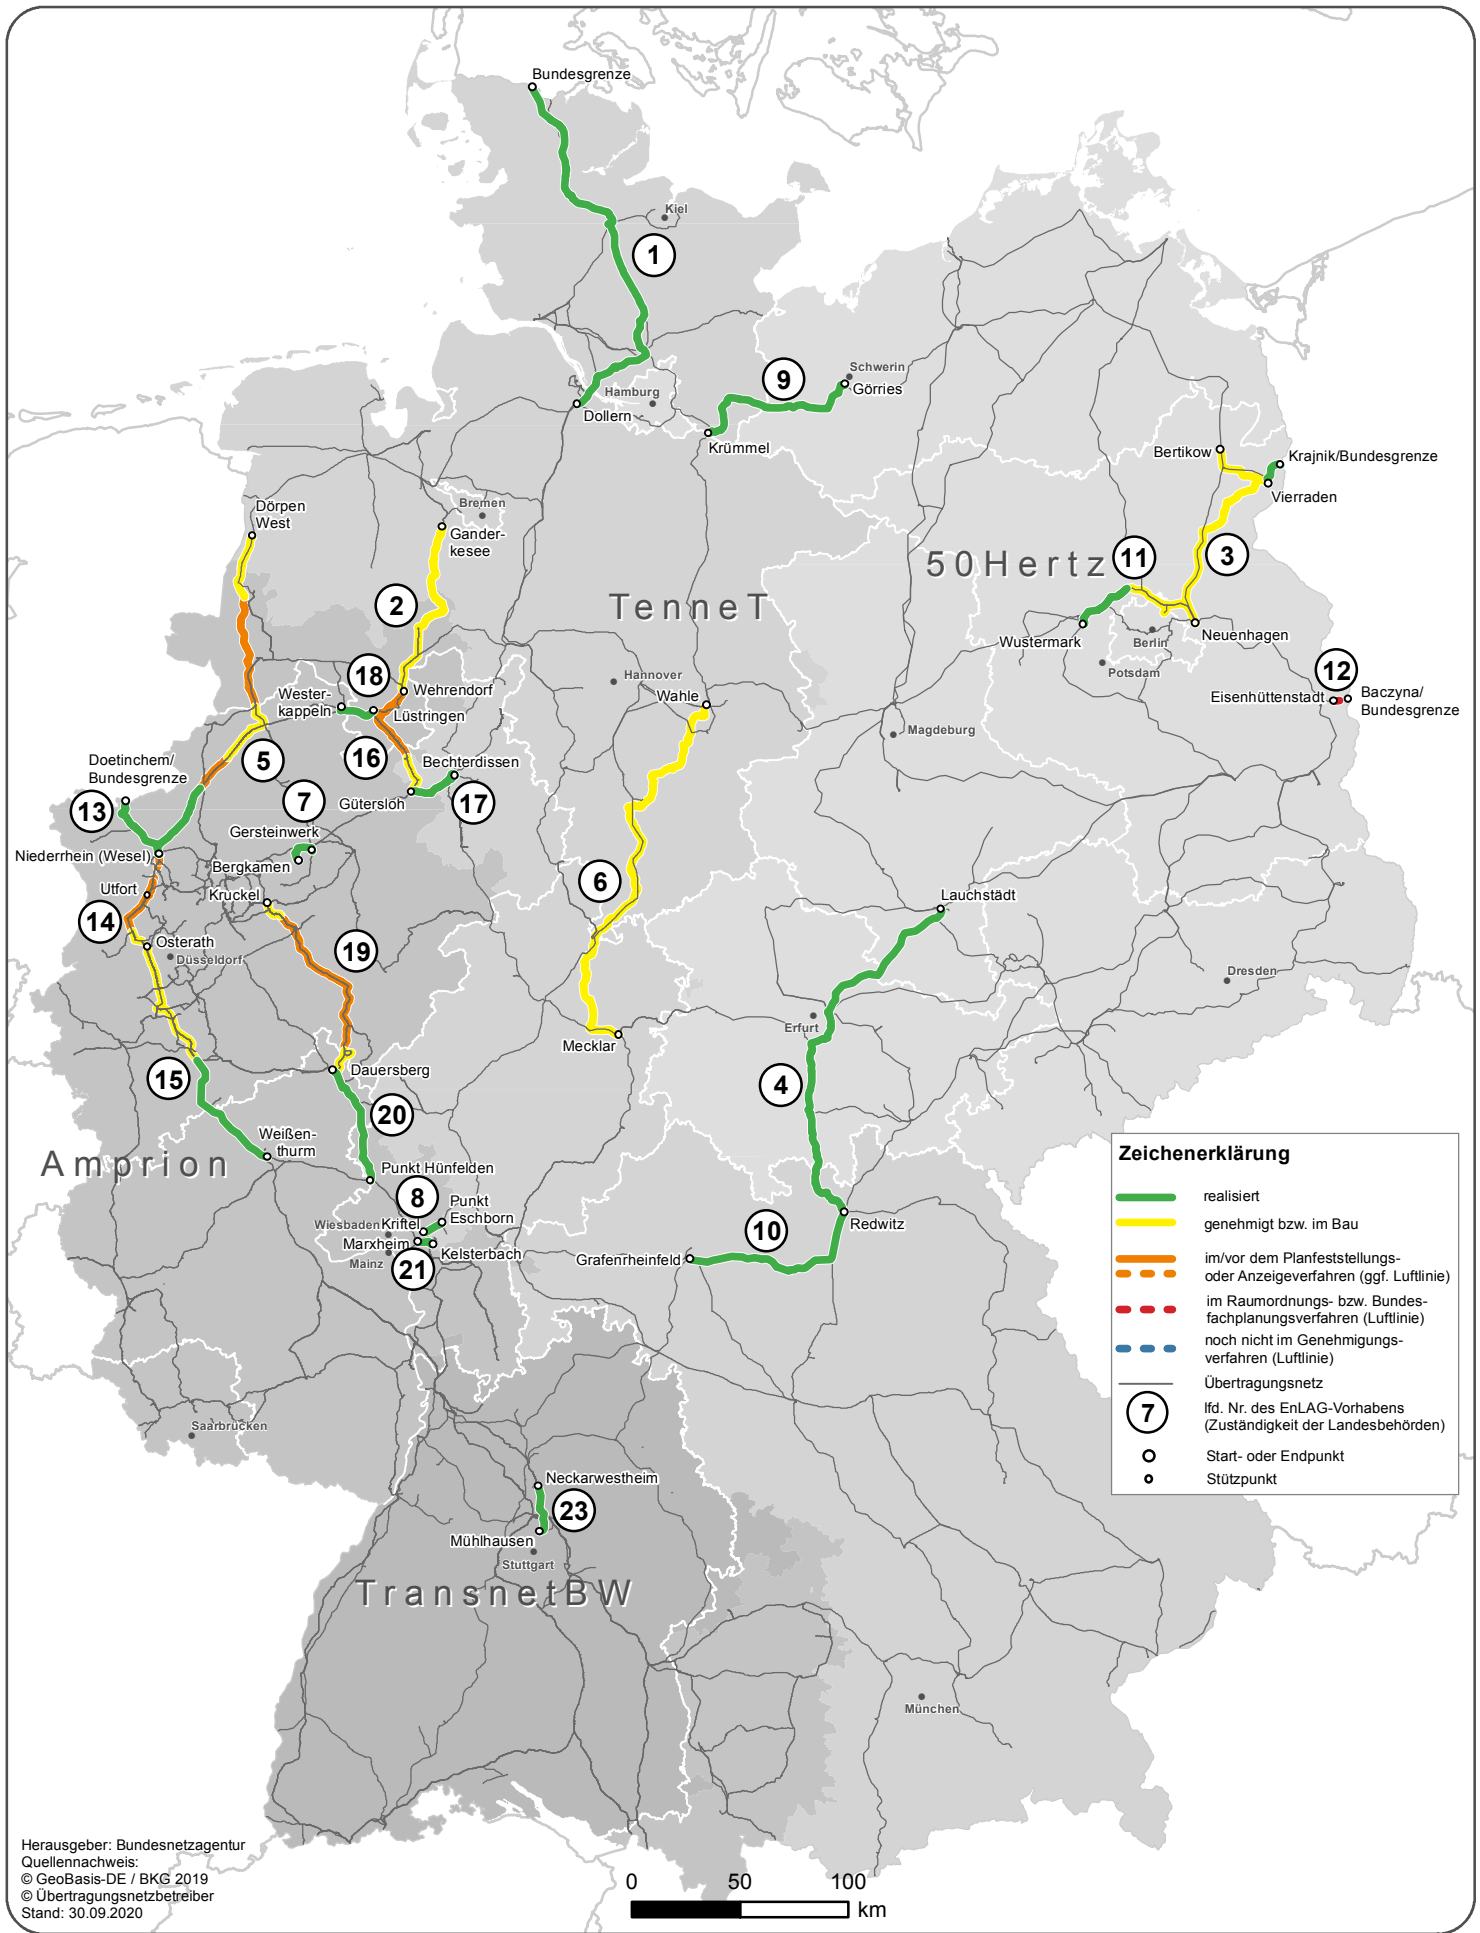 Bundesgrenze
Kiel
1
Schwerin
9
Görries
Hamburg
Dollern
Krümmel
Bertikow
Krajnik/Bundesgrenze
Vierraden
Dörpen
West
Bremen
Gander-
kesee
50Hertz
11
3
2
TenneT
Wustermark
Berlin
Neuenhagen
Potsdam
18
Wehrendorf
Hannover
Wahle
12
Wester-
kappeln
Lüstringen
Eisenhüttenstadt
Baczyna/
Bundesgrenze
Magdeburg
Doetinchem/
Bundesgrenze
5
16
Bechterdissen
13
7
Gütersloh
17
Gersteinwerk
Niederrhein (Wesel)
Bergkamen
6
Utfort
Kruckel
Lauchstädt
14
Osterath
Düsseldorf
19
Dresden
Erfurt
Mecklar
15
Dauersberg
4
20
Weißen-
thurm
Amprion
Punkt Hünfelden
8
Punkt
Eschborn
Wiesbaden
Kriftel
Marxheim
Kelsterbach
Mainz
21
10
Redwitz
Grafenrheinfeld
Zeichenerklärung
realisiert
genehmigt bzw. im Bau
im/vor dem Planfeststellungs-
oder Anzeigeverfahren (ggf. Luftlinie)
im Raumordnungs- bzw. Bundes-
fachplanungsverfahren (Luftlinie)
noch nicht im Genehmigungs-
verfahren (Luftlinie)
Übertragungsnetz
7
lfd. Nr. des EnLAG-Vorhabens
(Zuständigkeit der Landesbehörden)
Start- oder Endpunkt
Stützpunkt
Saarbrücken
Neckarwestheim
23
Mühlhausen
Stuttgart
TransnetBW
München
Herausgeber: Bundesnetzagentur
Quellennachweis:
© GeoBasis-DE / BKG 2019
© Übertragungsnetzbetreiber
Stand: 30.09.2020
0 50 100
km